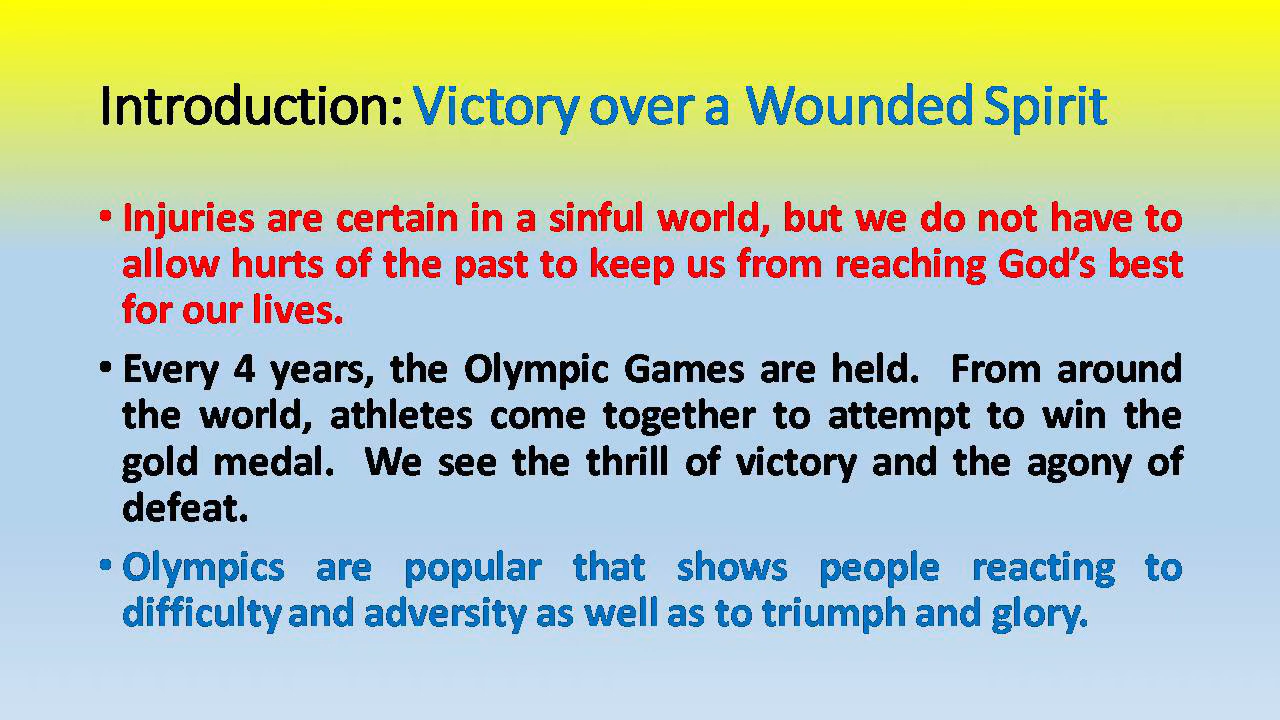 Introduction: Victory over a Wounded Spirit
• Injuries are certain in a sinful world, but we do not have to
allow hurts of the past to keep us from reaching God’s best
for our lives.
• Every 4 years, the Olympic Games are held.  From around
the world, athletes come together to attempt to win the
gold medal.  We see the thrill of victory and the agony of
defeat.
• Olympics are popular that shows people reacting to
difficulty and adversity as well as to triumph and glory.